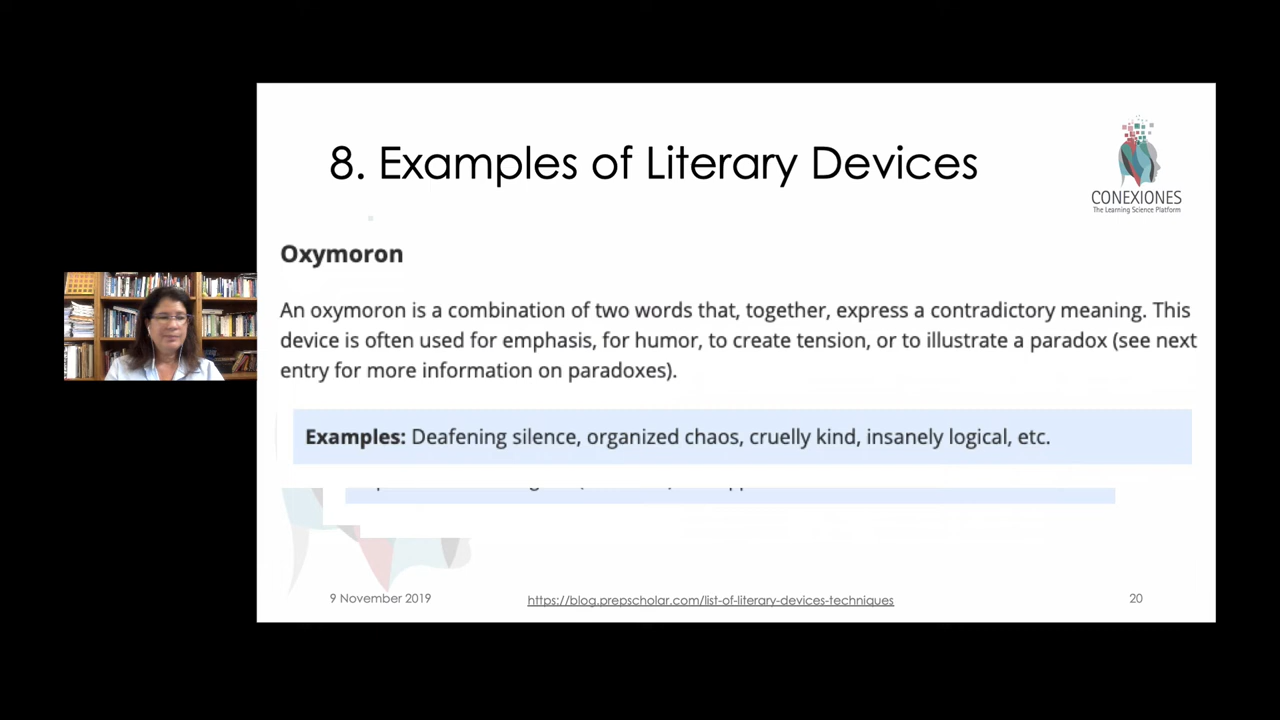 8. Examples of Literary Devices
CONEXIONES
The Learning Science Platform
Oxymoron
An oxymoron is a combination of two words that, together, express a contradictory meaning. This
device is often used for emphasis, for humor, to create tension, or to illustrate a paradox (see next
entry for more information on paradoxes).
Examples: Deafening silence, organized chaos, cruelly kind, insanely logical, etc.
9 November 2019
https://blog.prepscholar.com/list-of-literary-devices-techniques
20